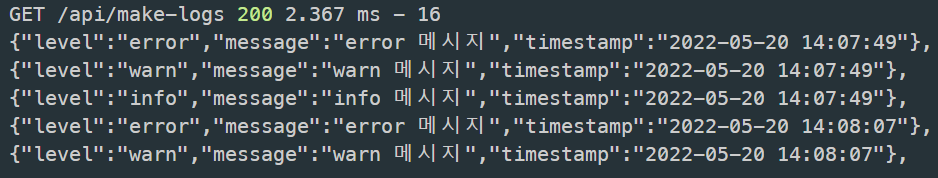 GET /api/make-logs 200 2.367 ms - 16
{"level":"error","message":"error 메시지","timestamp":"2022-05-20 14:07:49"},
{"level":"warn","message":"warn 메시지","timestamp":"2022-05-20 14:07:49"},
{"level":"info","message":"info 메시지","timestamp":"2022-05-20 14:07:49"},
{"level":"error","message":"error 메시지","timestamp":"2022-05-20 14:08:07"},
{"level":"warn","message":"warn 메시지","timestamp":"2022-05-20 14:08:07"},